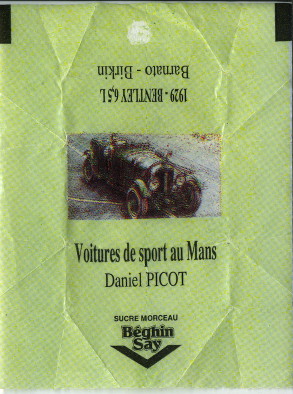 1929 - BENTLEY 6,5 L
Barnato - Birkin
Voitures de sport au Mans
Daniel PICOT
SUCRE MORCEAU
Béghin
Say